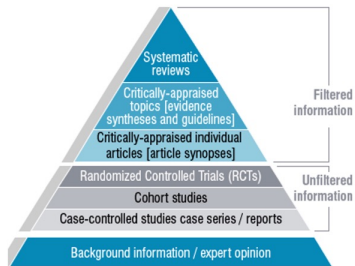 Systematic
reviews
Critically-appraised
topics [evidence
syntheses and guidelines]
Critically-appraised individual
articles [article synopses]
Filtered
information
Randomized Controlled Trials (RCTs)
Cohort studies
Case-controlled studies case series / reports
Unfiltered
information
Background information / expert opinion